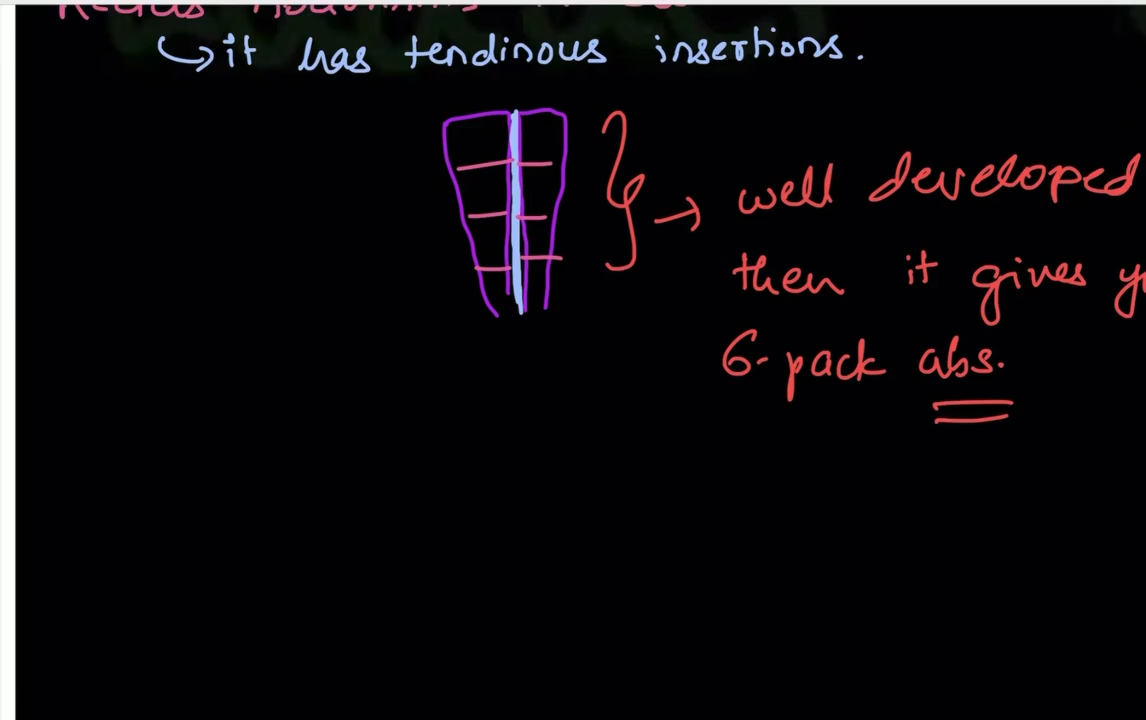 ↳ it has tendinous insertions.
→ well developed
then it gives
6-pack abs.